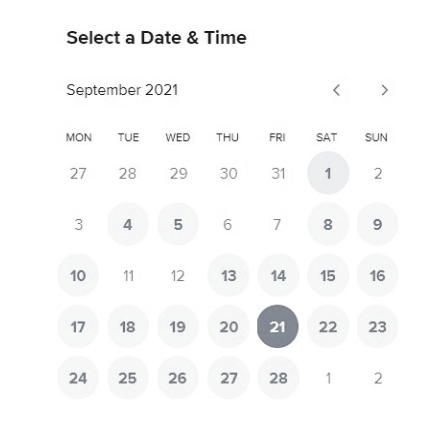 Select a Date & Time
September 2021
MON TUE WED THU FRI SAT SUN
27 28 29 30 31 1 2
3 4 5 6 7 8 9
10 11 12 13 14 15 16
17 18 19 20 21 22 23
24 25 26 27 28 1 2